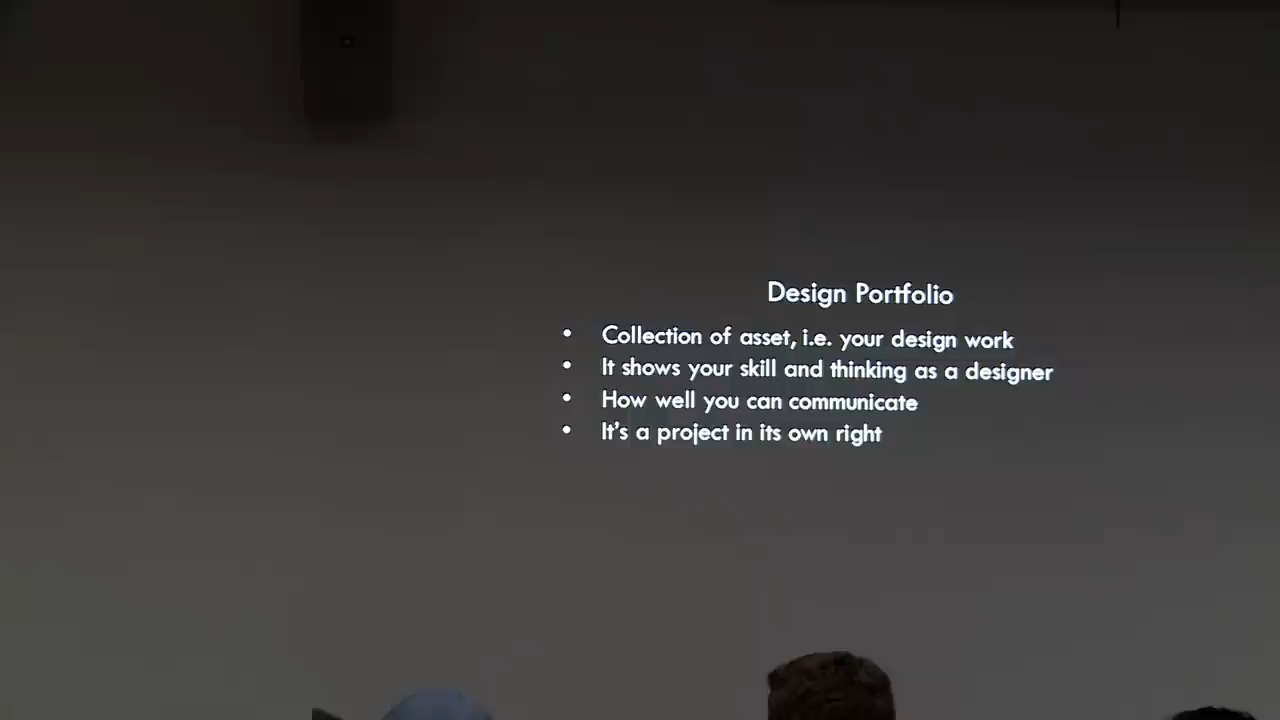 Design Portfolio
• Collection of asset, i.e. your design work
• It shows your skill and thinking as a designer
• How well you can communicate
• It's a project in its own right